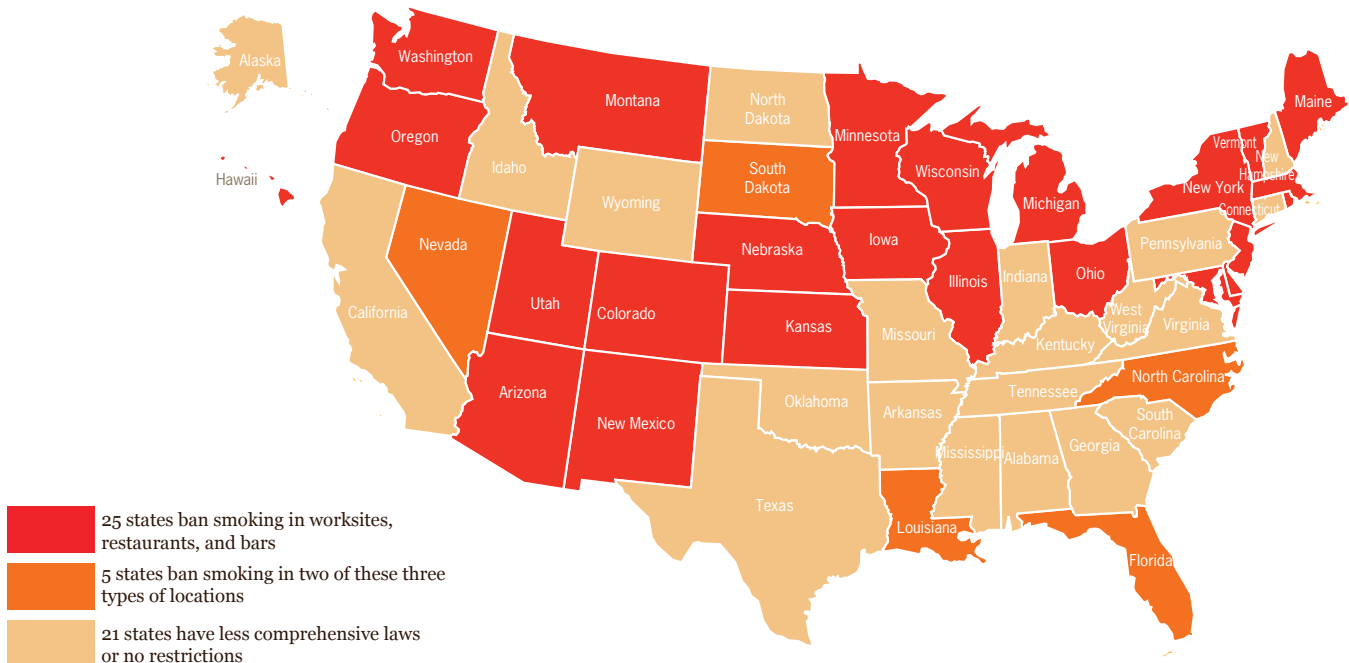 Alaska
Hawaii
Washington
Oregon
California
Idaho
Nevada
Montana
Wyoming
Utah
Arizona
Colorado
New Mexico
North
Dakota
South
Dakota
Nebraska
Kansas
Oklahoma
Texas
Minnesota
Iowa
Missouri
Arkansas
Louisiana
Wisconsin
Illinois
Michigan
Indiana
Ohio
Kentucky
Tennessee
Mississippi
Alabama
Georgia
Florida
South
Carolina
North Carolina
West
Virginia
Virginia
Pennsylvania
New York
Vermont
New
Hampshire
Maine
Connecticut
25 states ban smoking in worksites,
restaurants, and bars
5 states ban smoking in two of these three
types of locations
21 states have less comprehensive laws
or no restrictions